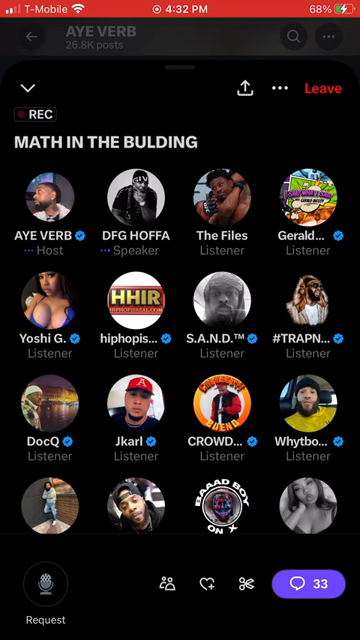 T-Mobile 4:32 PM 68%
AYE VERB
26.8K posts
Leave
REC
MATH IN THE BULDING
AYE VERB DFG HOFFA The Files Gerald...
Host Speaker Listener Listener
HHIR
Yoshi G. hiphopis... S.A.N.D.™ #TRAPN...
Listener Listener Listener Listener
A
DocQ Jkarl CROWD... Whytbo...
Listener Listener Listener Listener
BAAAD BOY
ON X
33
Request